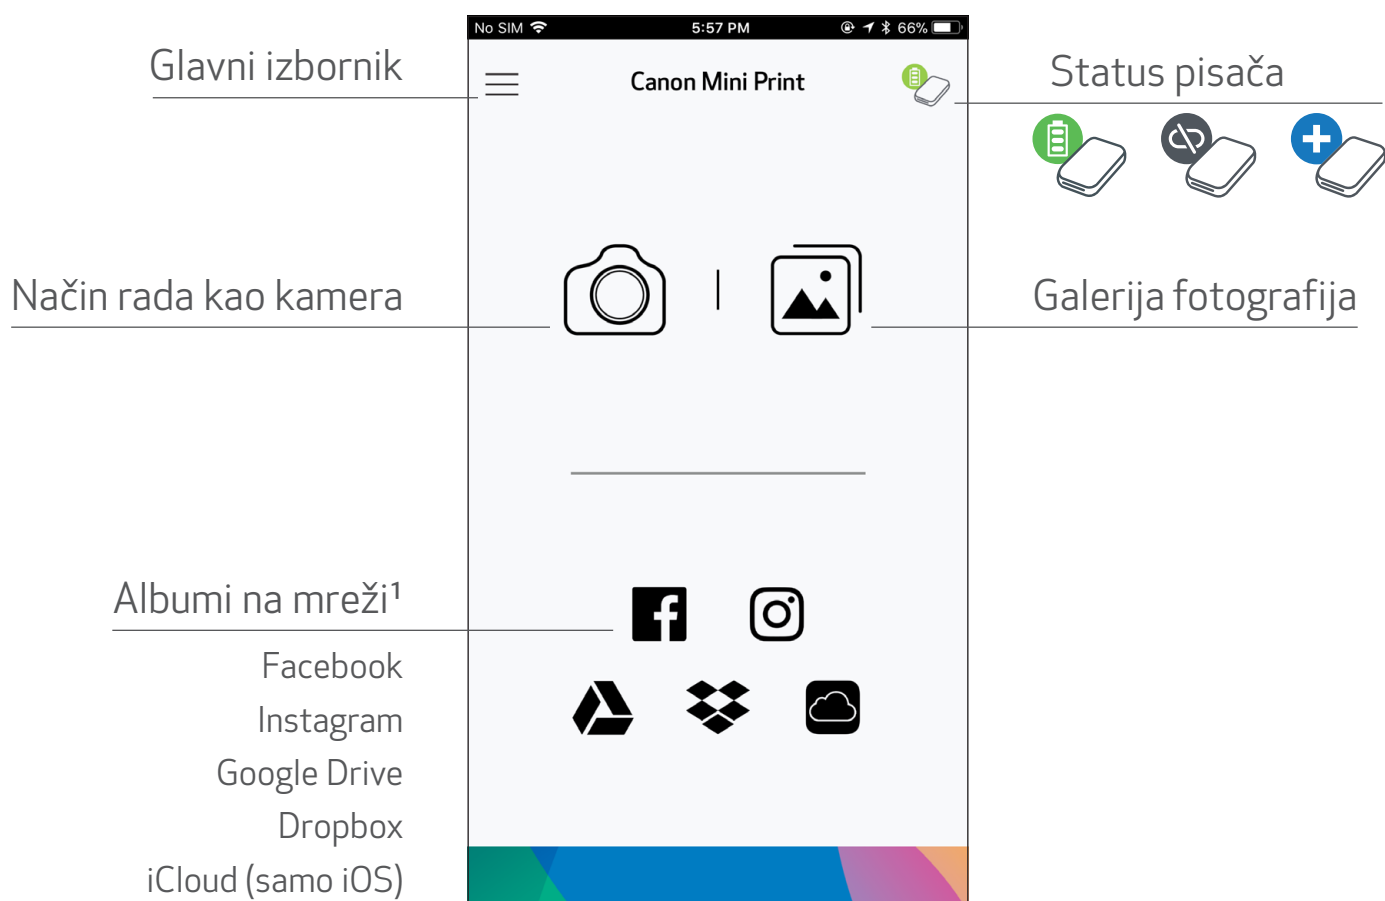 No SIM 5:57 PM 66%
Glavni izbornik
Canon Mini Print
Status pisača
Način rada kao kamera
Galerija fotografija
Albumi na mreži¹
Facebook
Instagram
Google Drive
Dropbox
iCloud (samo iOS)